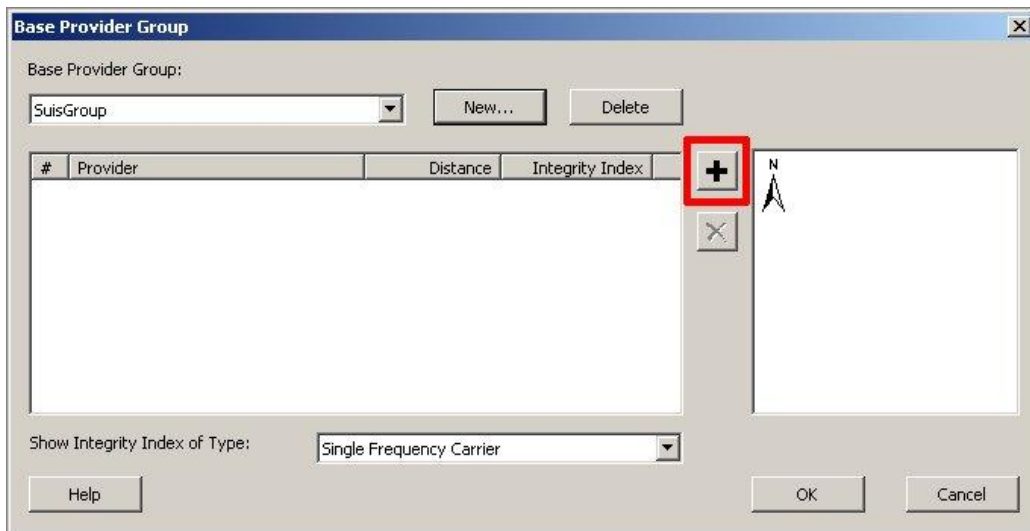 Base Provider Group
Base Provider Group:
SuisGroup
New...
Delete
# Provider Distance Integrity Index
N
Show Integrity Index of Type:
Single Frequency Carrier
Help
OK
Cancel